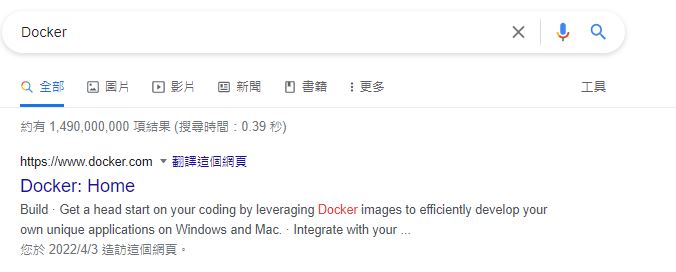 Docker
全部 圖片 影片 新聞 書籍 更多 工具
約有 1,490,000,000 項結果 (搜尋時間：0.39 秒)
https://www.docker.com 翻譯這個網頁
Docker: Home
Build · Get a head start on your coding by leveraging Docker images to efficiently develop your
own unique applications on Windows and Mac. · Integrate with your ...
您於 2022/4/3 造訪這個網頁。